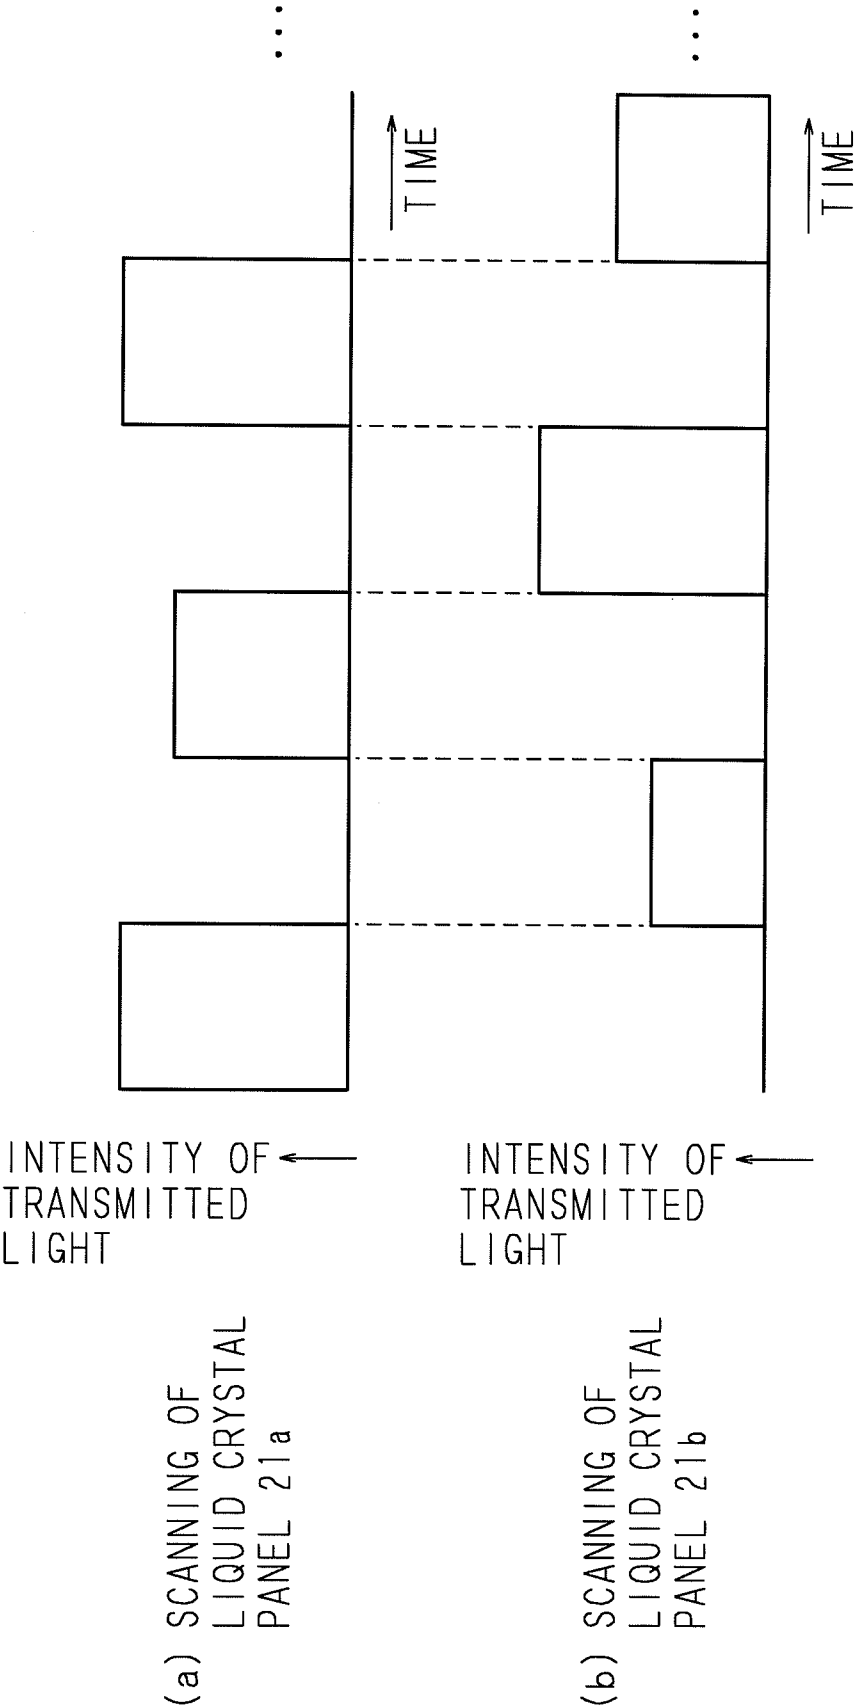 (a) SCANNING OF
LIQUID CRYSTAL
PANEL 21a
INTENSITY OF
TRANSMITTED
LIGHT
TIME
...
(b) SCANNING OF
LIQUID CRYSTAL
PANEL 21b
INTENSITY OF
TRANSMITTED
LIGHT
TIME
...